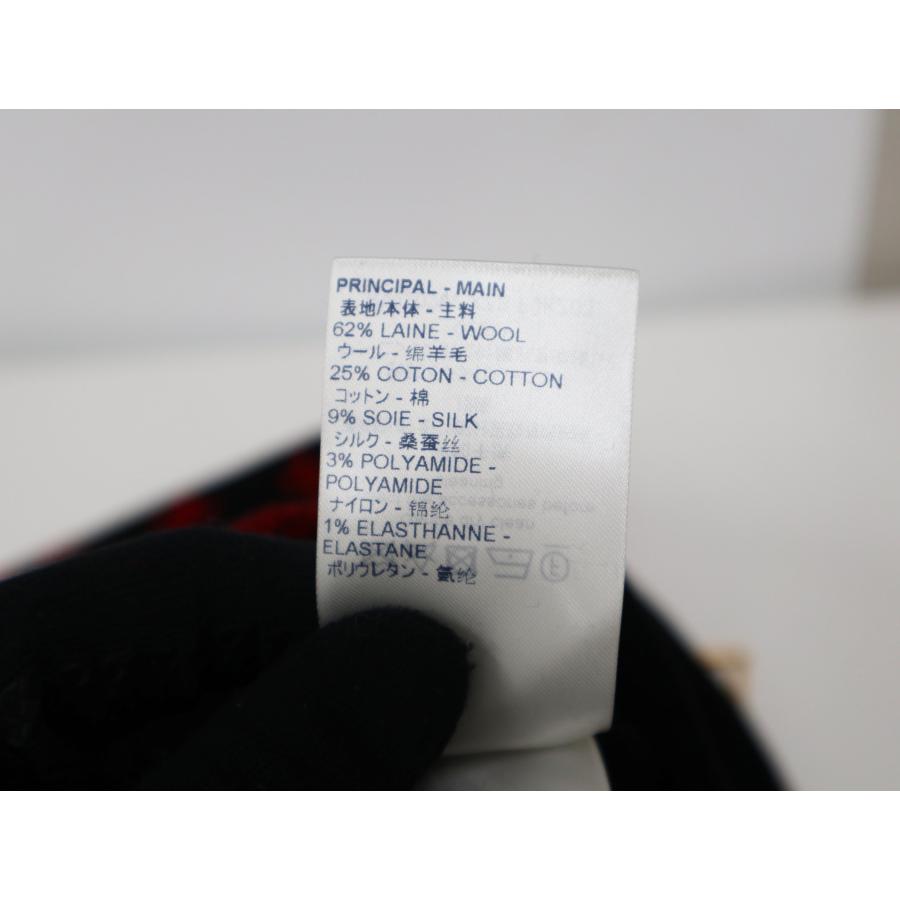 PRINCIPAL - MAIN
表地/本体 - 主料
62% LAINE - WOOL
ウール - 绵羊毛
25% COTON - COTTON
コットン - 棉
9% SOIE - SILK
シルク - 桑蚕丝
3% POLYAMIDE -
POLYAMIDE
ナイロン - 锦纶
1% ELASTHANNE -
ELASTANE
ポリウレタン - 氨纶